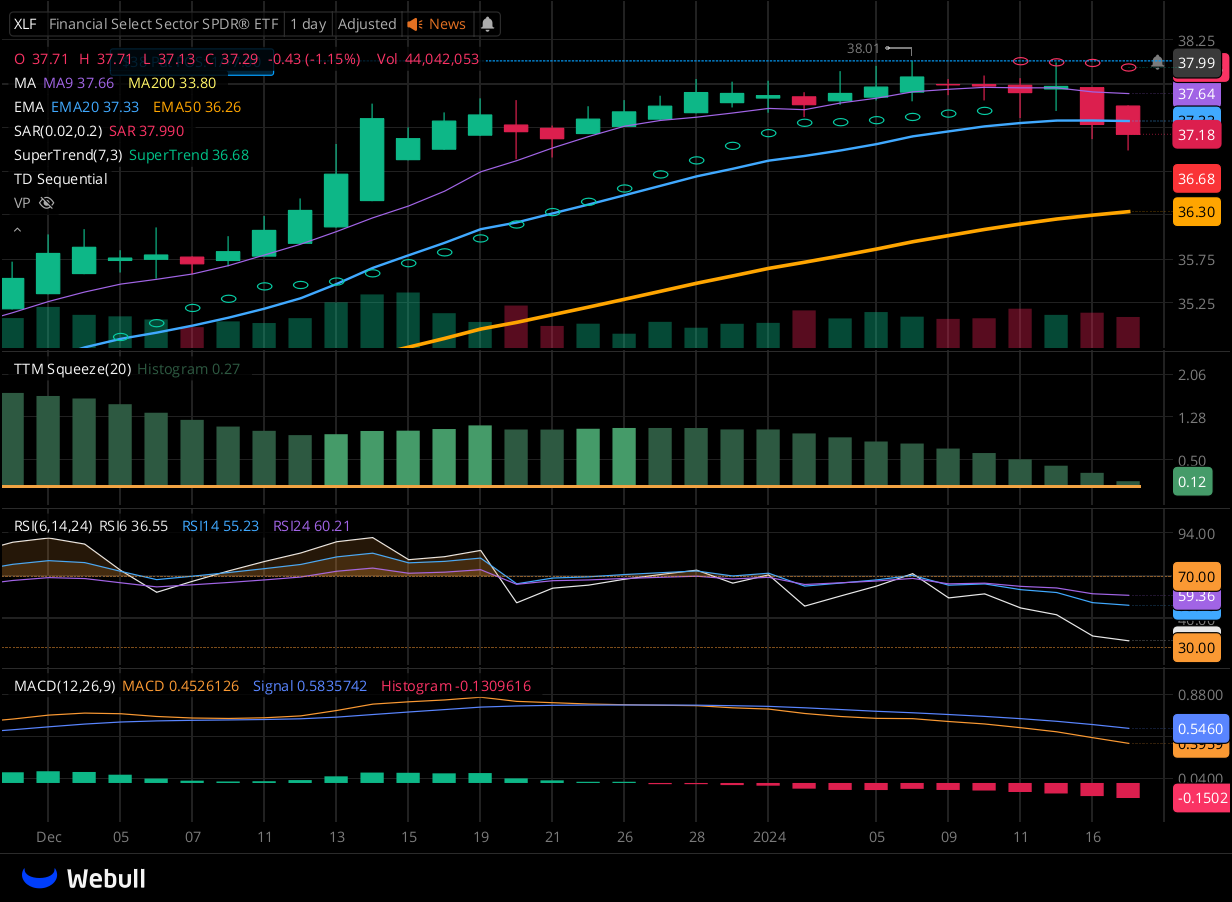 XLF Financial Select Sector SPDR® ETF 1 day Adjusted News
O 37.71 H 37.71 L 37.13 C 37.29 -0.43 (-1.15%) Vol 44,042,053
MA MA9 37.66 MA200 33.80
EMA EMA20 37.33 EMA50 36.26
SAR(0.02,0.2) SAR 37.990
SuperTrend(7,3) SuperTrend 36.68
TD Sequential
VP
38.01
38.25
37.99
37.64
37.18
36.68
36.30
35.75
35.25
TTM Squeeze(20) Histogram 0.27
2.06
1.28
0.50
0.12
RSI(6,14,24) RSI6 36.55 RSI14 55.23 RSI24 60.21
94.00
70.00
59.36
30.00
MACD(12,26,9) MACD 0.4526126 Signal 0.5835742 Histogram -0.1309616
0.8800
0.5460
0.0400
-0.1502
Dec 05 07 11 13 15 19 21 26 28 2024 05 09 11 16
Webull